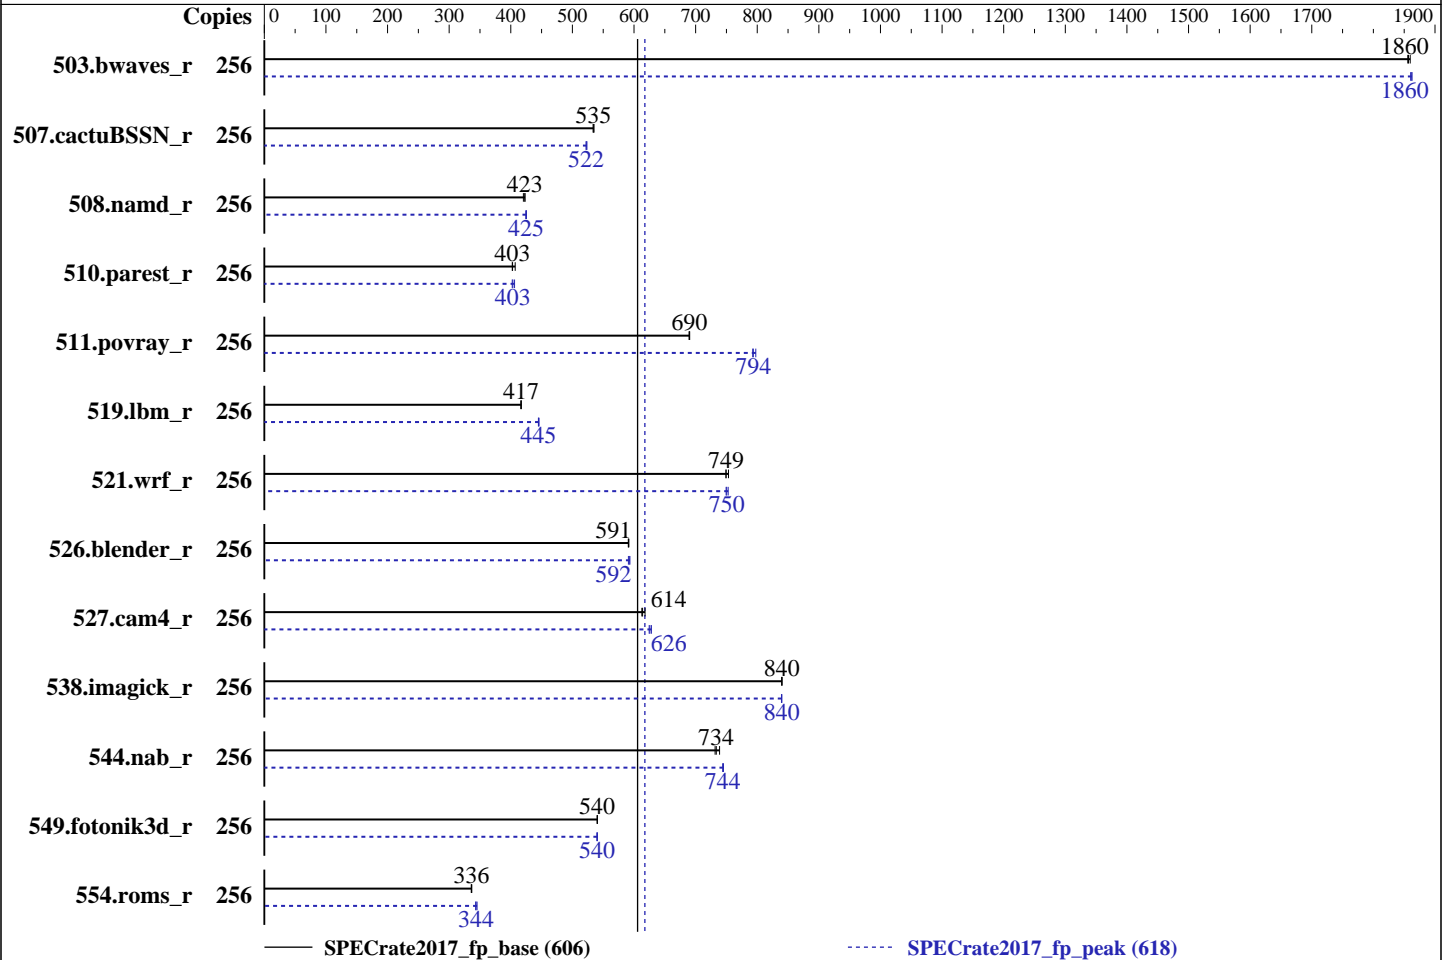 Copies 0 100 200 300 400 500 600 700 800 900 1000 1100 1200 1300 1400 1500 1600 1700 1900
503.bwaves_r 256 1860
1860
507.cactuBSSN_r 256 535
522
508.namd_r 256 423
425
510.parest_r 256 403
403
511.povray_r 256 690
794
519.lbm_r 256 417
445
521.wrf_r 256 749
750
526.blender_r 256 591
592
527.cam4_r 256 614
626
538.imagick_r 256 840
840
544.nab_r 256 734
744
549.fotonik3d_r 256 540
540
554.roms_r 256 336
344
SPECrate2017_fp_base (606) SPECrate2017_fp_peak (618)